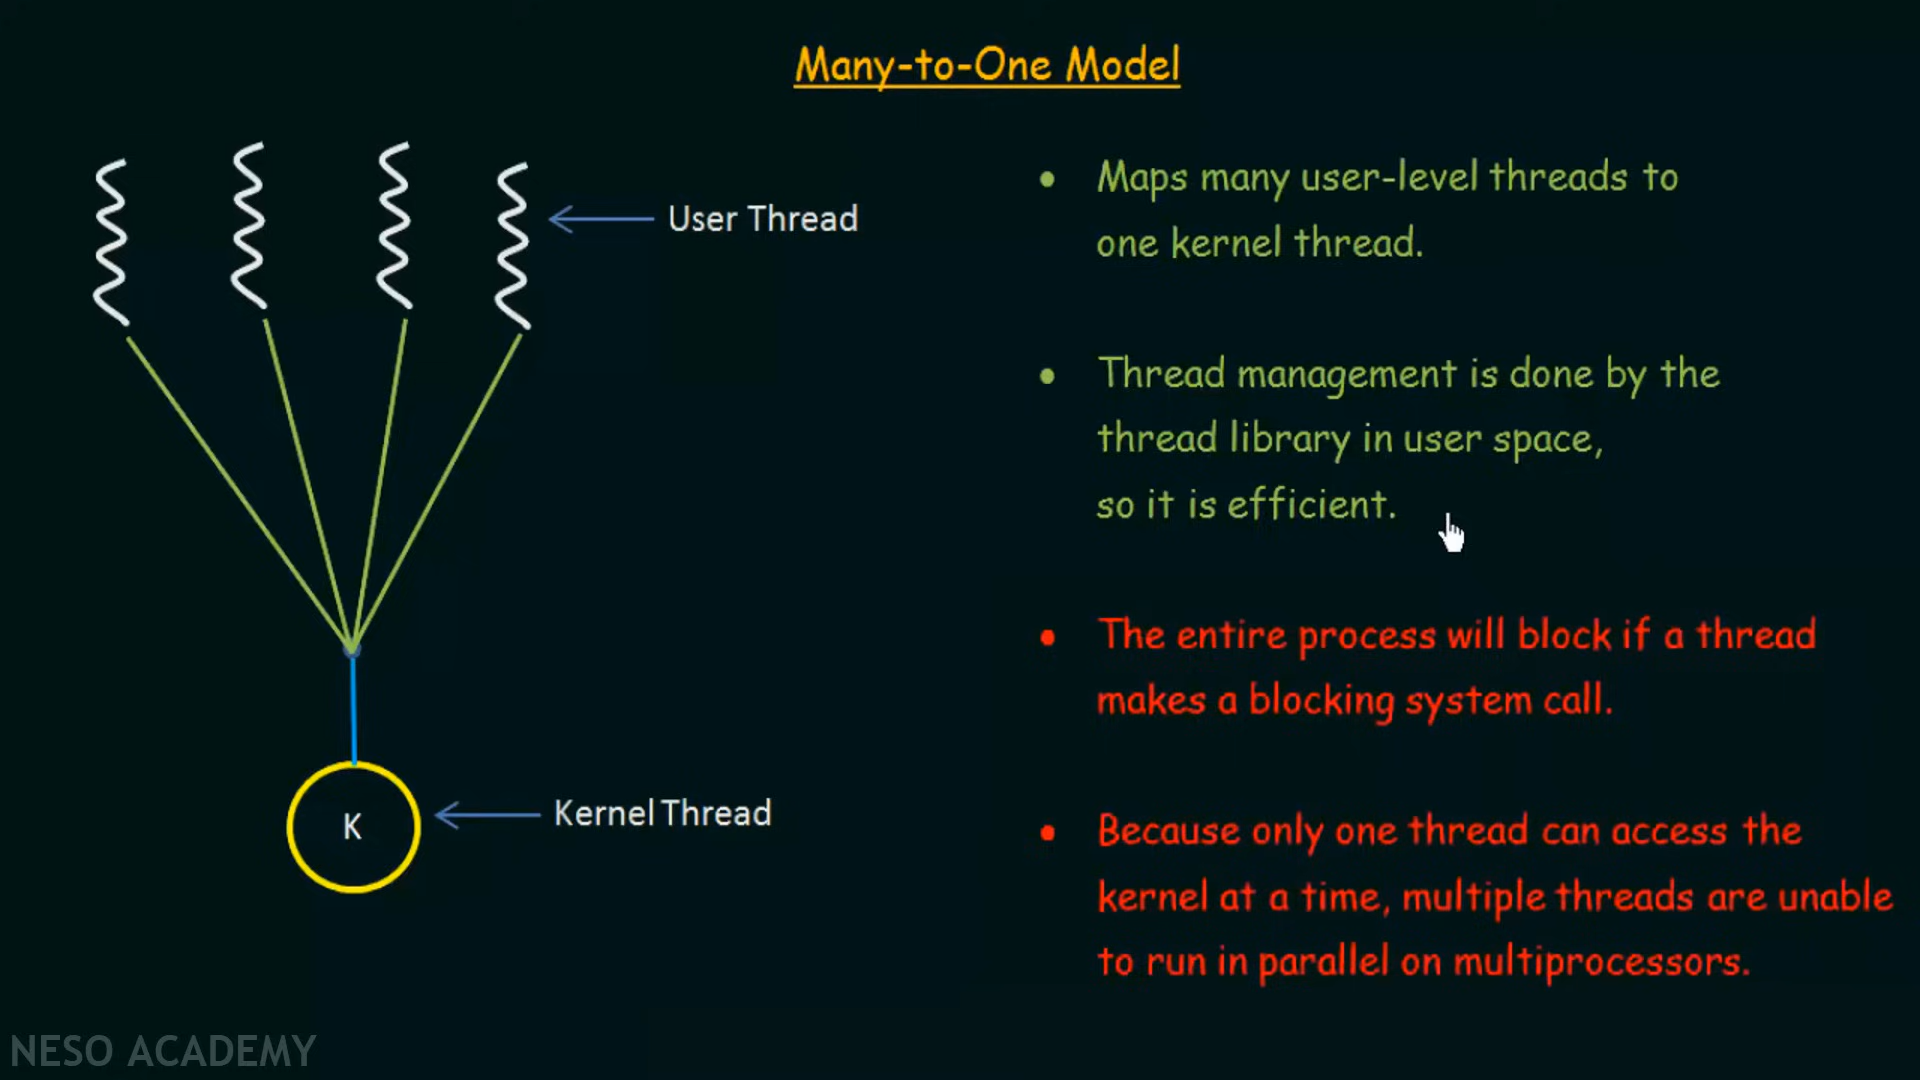 Many-to-One Model
User Thread
Kernel Thread
K
• Maps many user-level threads to
one kernel thread.
• Thread management is done by the
thread library in user space,
so it is efficient.
• The entire process will block if a thread
makes a blocking system call.
• Because only one thread can access the
kernel at a time, multiple threads are unable
to run in parallel on multiprocessors.
NESO ACADEMY